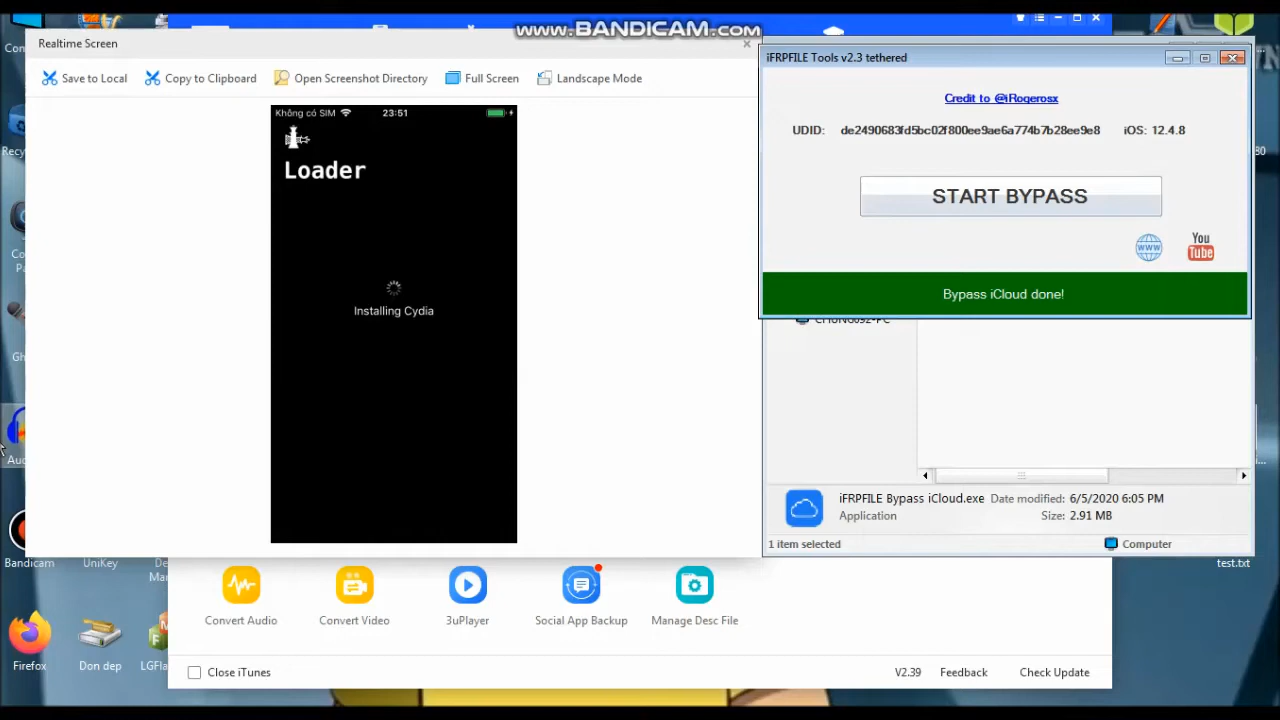 www.BANDICAM.com
Realtime Screen
Save to Local
Copy to Clipboard
Open Screenshot Directory
Full Screen
Landscape Mode
Không có SIM
23:51
Loader
Installing Cydia
iFRPFILE Tools v2.3 tethered
Credit to @iRogerosx
UDID: de2490683fd5bc02f800ee9ae6a774b7b28ee9e8 iOS: 12.4.8
START BYPASS
www
You
Tube
Bypass iCloud done!
CHUNG092-PC
iFRPFILE Bypass iCloud.exe Date modified: 6/5/2020 6:05 PM
Application Size: 2.91 MB
1 item selected
Computer
test.txt
Bandicam
UniKey
Firefox
Don dep
LGFla
Convert Audio
Convert Video
3uPlayer
Social App Backup
Manage Desc File
Close iTunes
V2.39
Feedback
Check Update